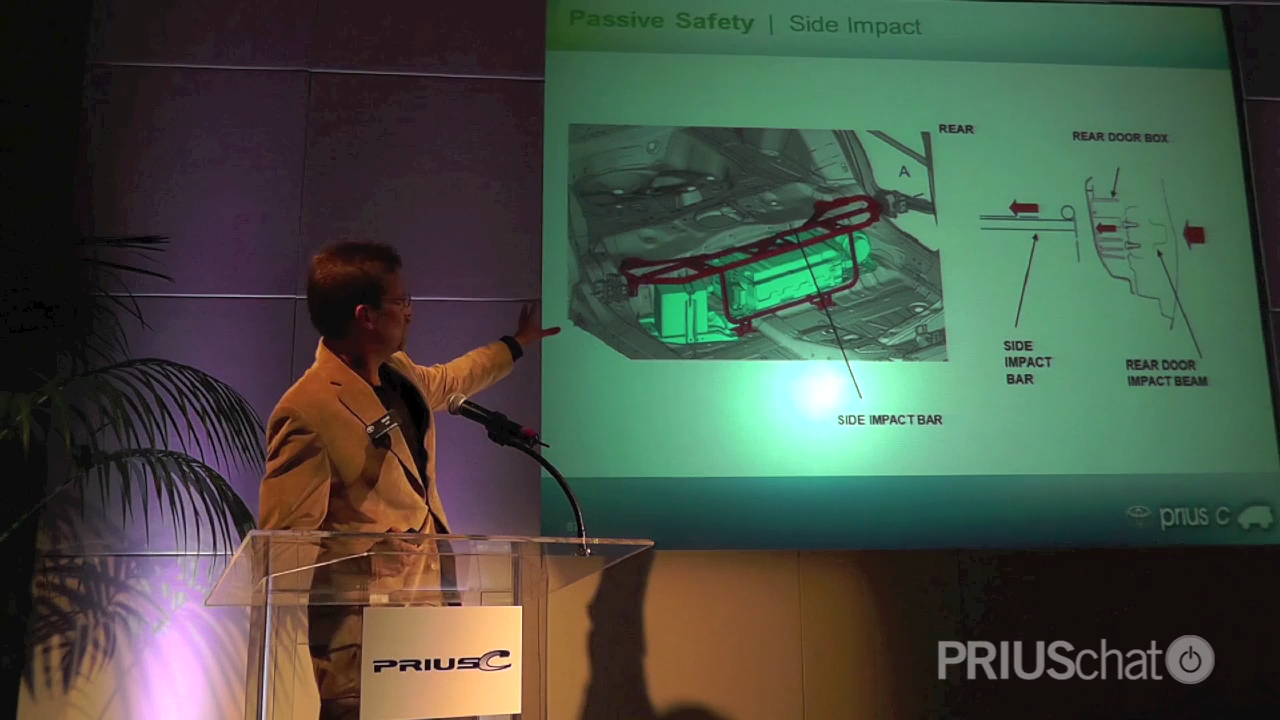 Passive Safety | Side Impact
REAR
REAR DOOR BOX
A
SIDE
IMPACT
BAR
REAR DOOR
IMPACT BEAM
SIDE IMPACT BAR
prius c
PRIUS C
PRIUSchat